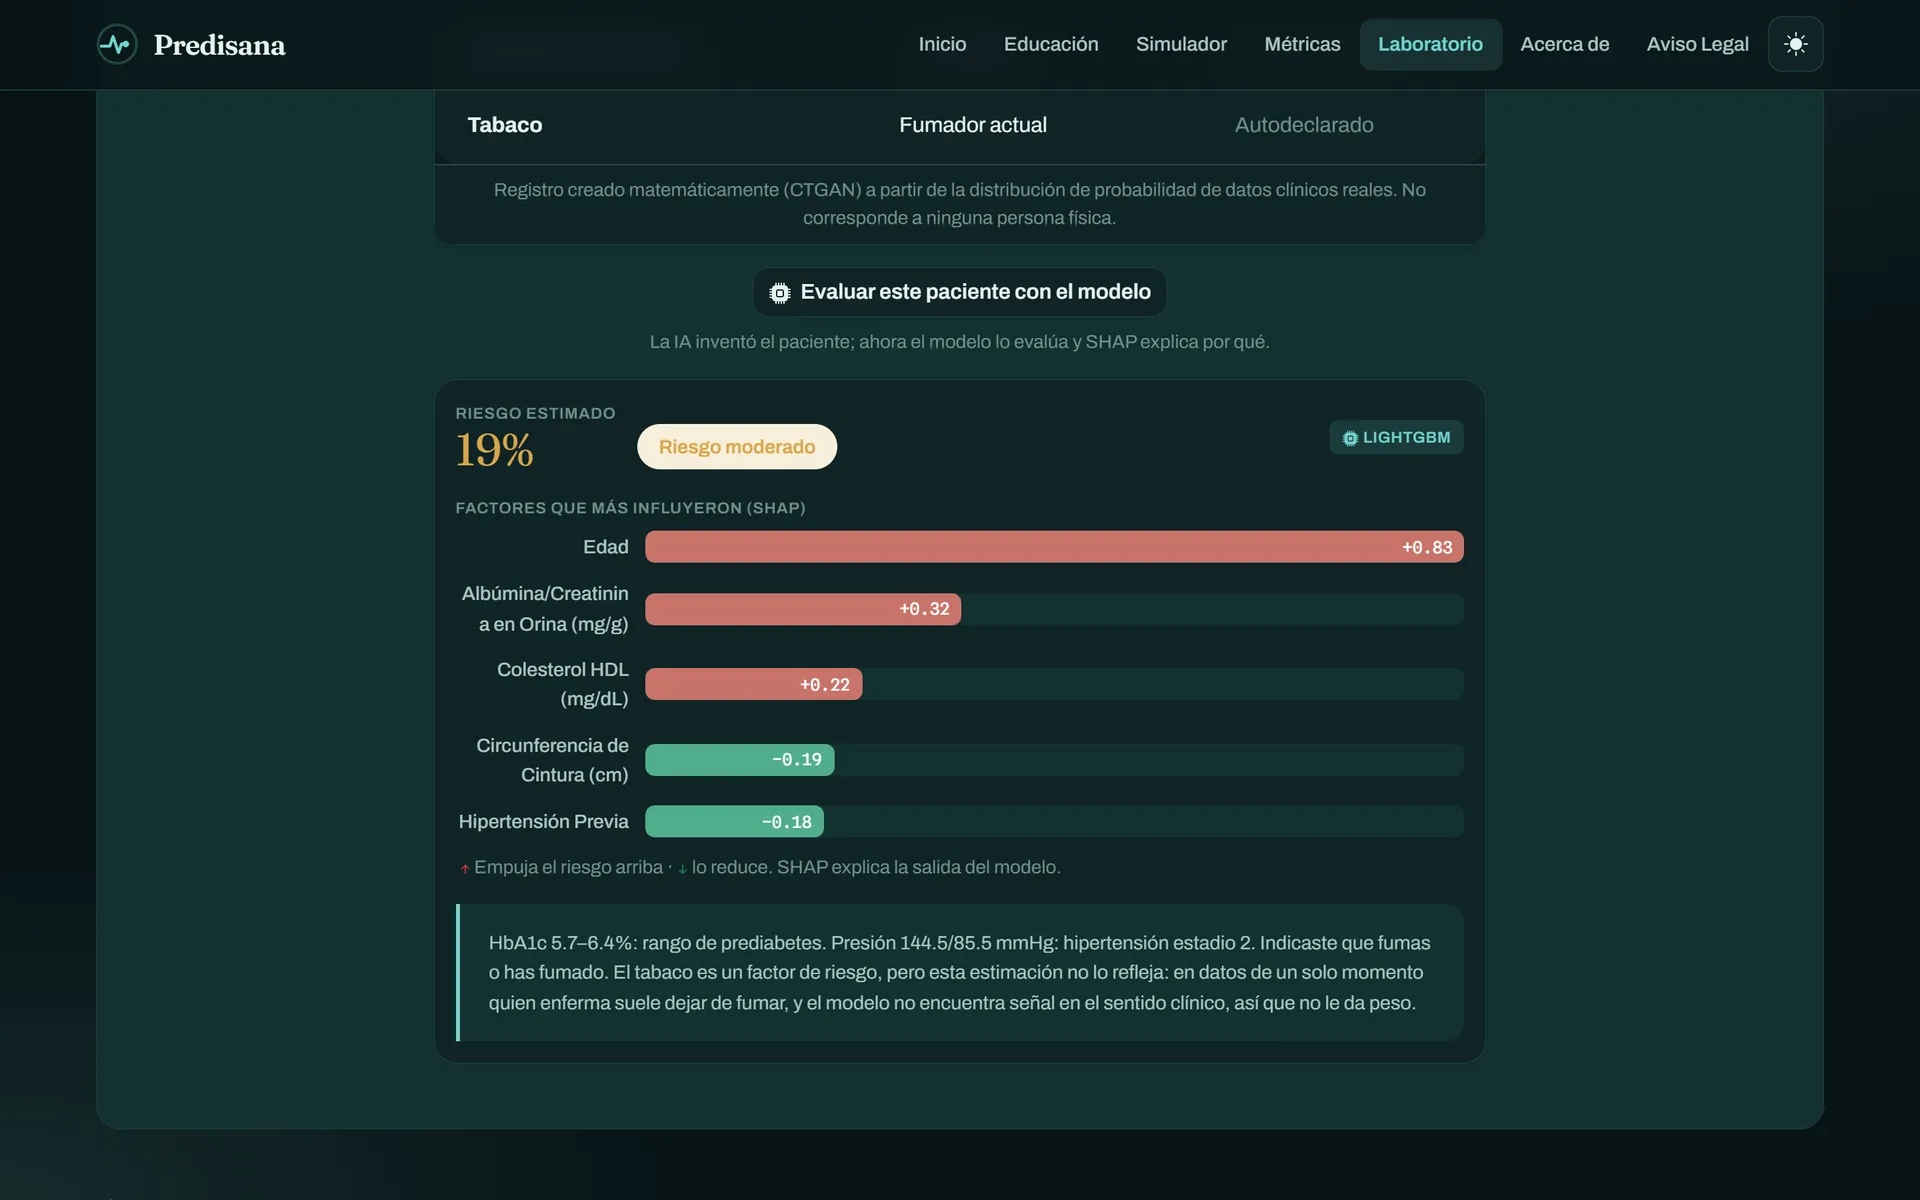 Predisana
Inicio
Educación
Simulador
Métricas
Laboratorio
Acerca de
Aviso Legal
Tabaco
Fumador actual
Autodeclarado
Registro creado matemáticamente (CTGAN) a partir de la distribución de probabilidad de datos clínicos reales. No
corresponde a ninguna persona física.
Evaluar este paciente con el modelo
La IA inventó el paciente; ahora el modelo lo evalúa y SHAP explica por qué.
RIESGO ESTIMADO
19%
Riesgo moderado
LIGHTGBM
FACTORES QUE MÁS INFLUYERON (SHAP)
Edad
+0.83
Albúmina/Creatinin
a en Orina (mg/g)
+0.32
Colesterol HDL
(mg/dL)
+0.22
Circunferencia de
Cintura (cm)
−0.19
Hipertensión Previa
−0.18
↑ Empuja el riesgo arriba · ↓ lo reduce. SHAP explica la salida del modelo.
HbA1c 5.7–6.4%: rango de prediabetes. Presión 144.5/85.5 mmHg: hipertensión estadio 2. Indicaste que fumas
o has fumado. El tabaco es un factor de riesgo, pero esta estimación no lo refleja: en datos de un solo momento
quien enferma suele dejar de fumar, y el modelo no encuentra señal en el sentido clínico, así que no le da peso.